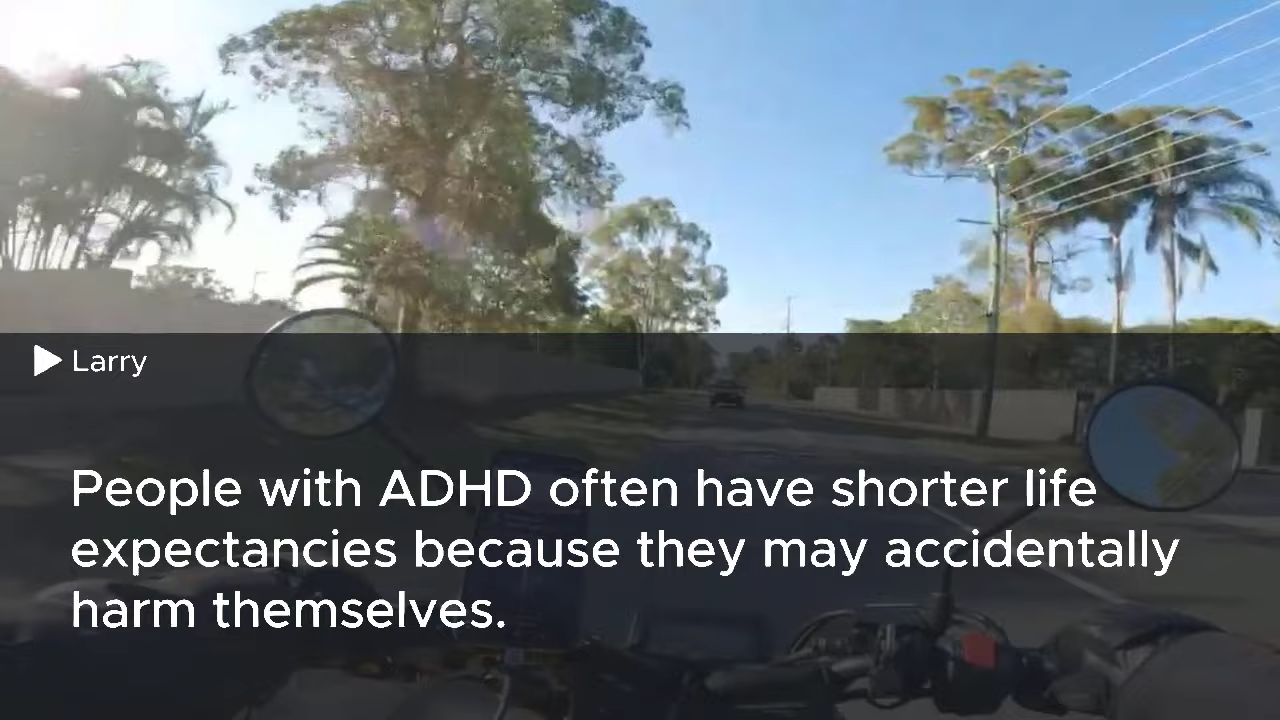 Larry
People with ADHD often have shorter life
expectancies because they may accidentally
harm themselves.